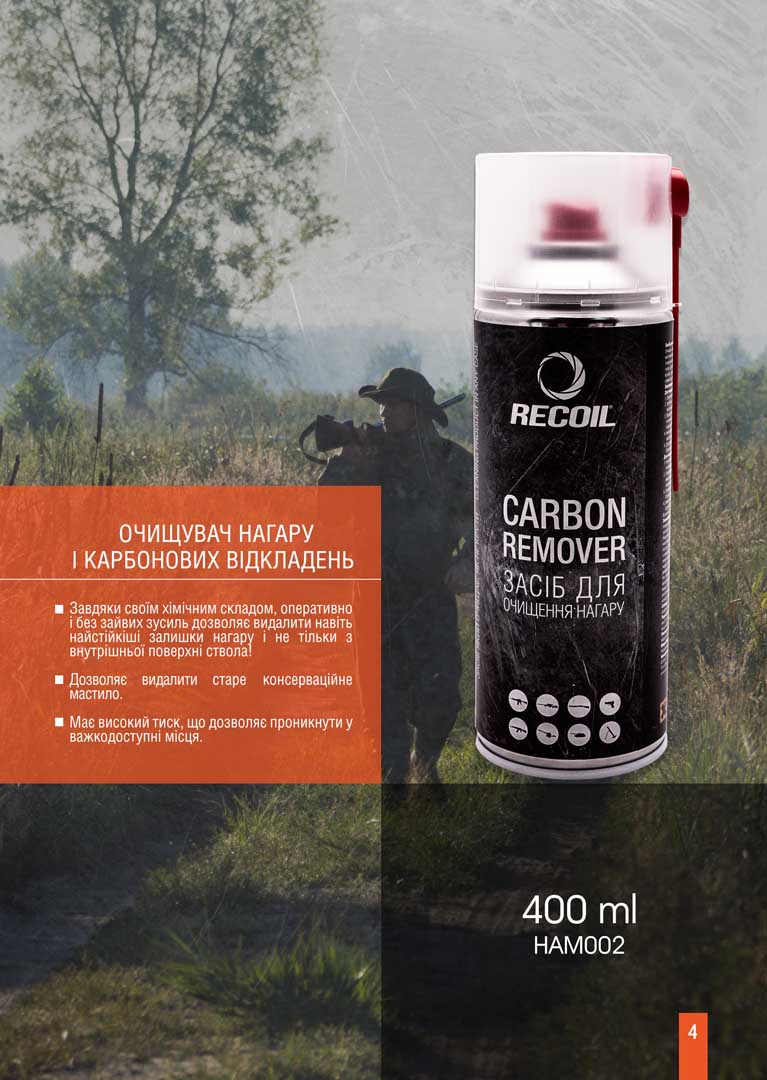 RECOIL
CARBON
REMOVER
ЗАСІБ ДЛЯ
ОЧИЩЕННЯ НАГАРУ
ОЧИЩУВАЧ НАГАРУ
І КАРБОНОВИХ ВІДКЛАДЕНЬ
Завдяки своїм хімічним складом, оперативно
і без зайвих зусиль дозволяє видалити навіть
найстійкіші залишки нагару і не тільки з
внутрішньої поверхні ствола!
Дозволяє видалити старе консерваційне
мастило.
Має високий тиск, що дозволяє проникнути у
важкодоступні місця.
400 ml
HAM002
4